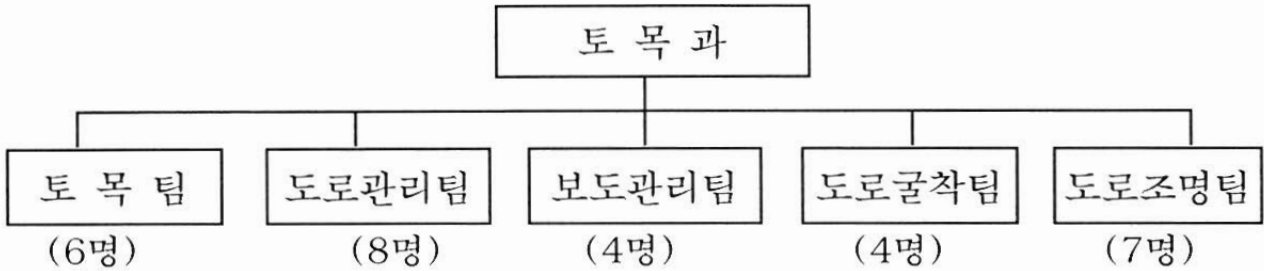 토 목 과
토 목 팀 도로관리팀 보도관리팀 도로굴착팀 도로조명팀
(6명) (8명) (4명) (4명) (7명)